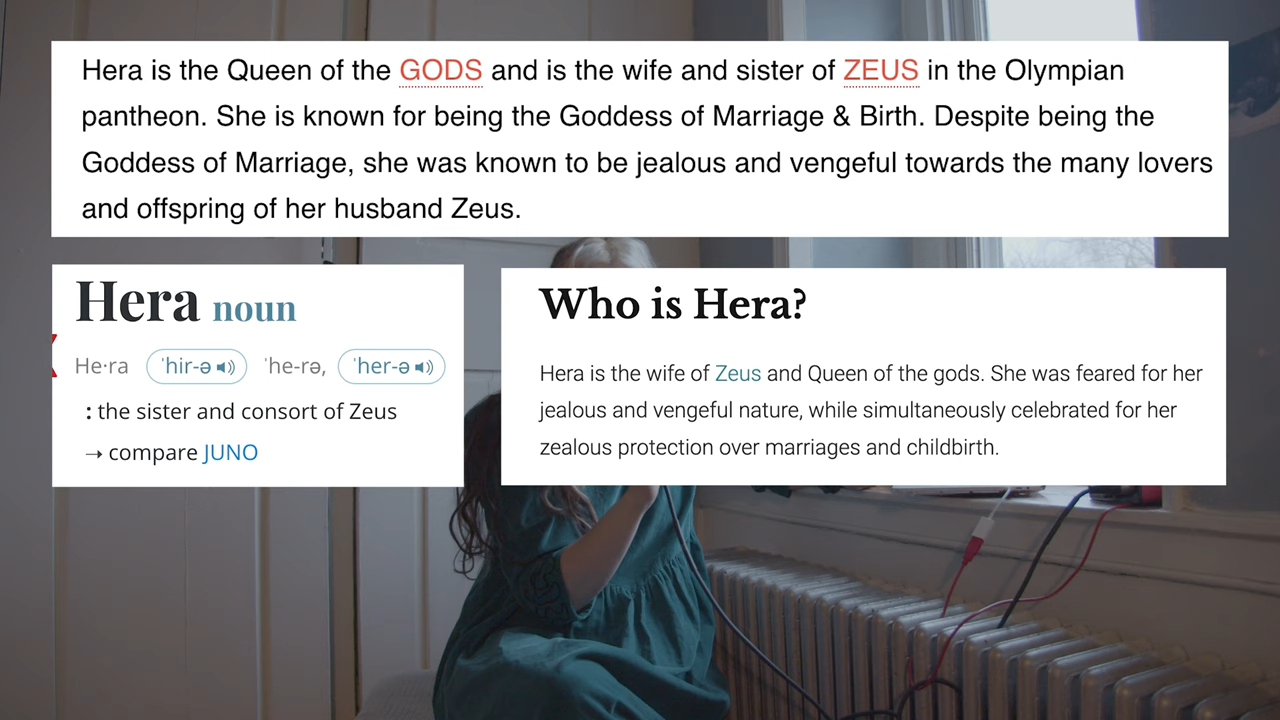 Hera is the Queen of the GODS and is the wife and sister of ZEUS in the Olympian
pantheon. She is known for being the Goddess of Marriage & Birth. Despite being the
Goddess of Marriage, she was known to be jealous and vengeful towards the many lovers
and offspring of her husband Zeus.
Hera noun
He·ra ˈhir-ə ˈhe-rə, ˈher-ə
: the sister and consort of Zeus
→ compare JUNO
Who is Hera?
Hera is the wife of Zeus and Queen of the gods. She was feared for her
jealous and vengeful nature, while simultaneously celebrated for her
zealous protection over marriages and childbirth.